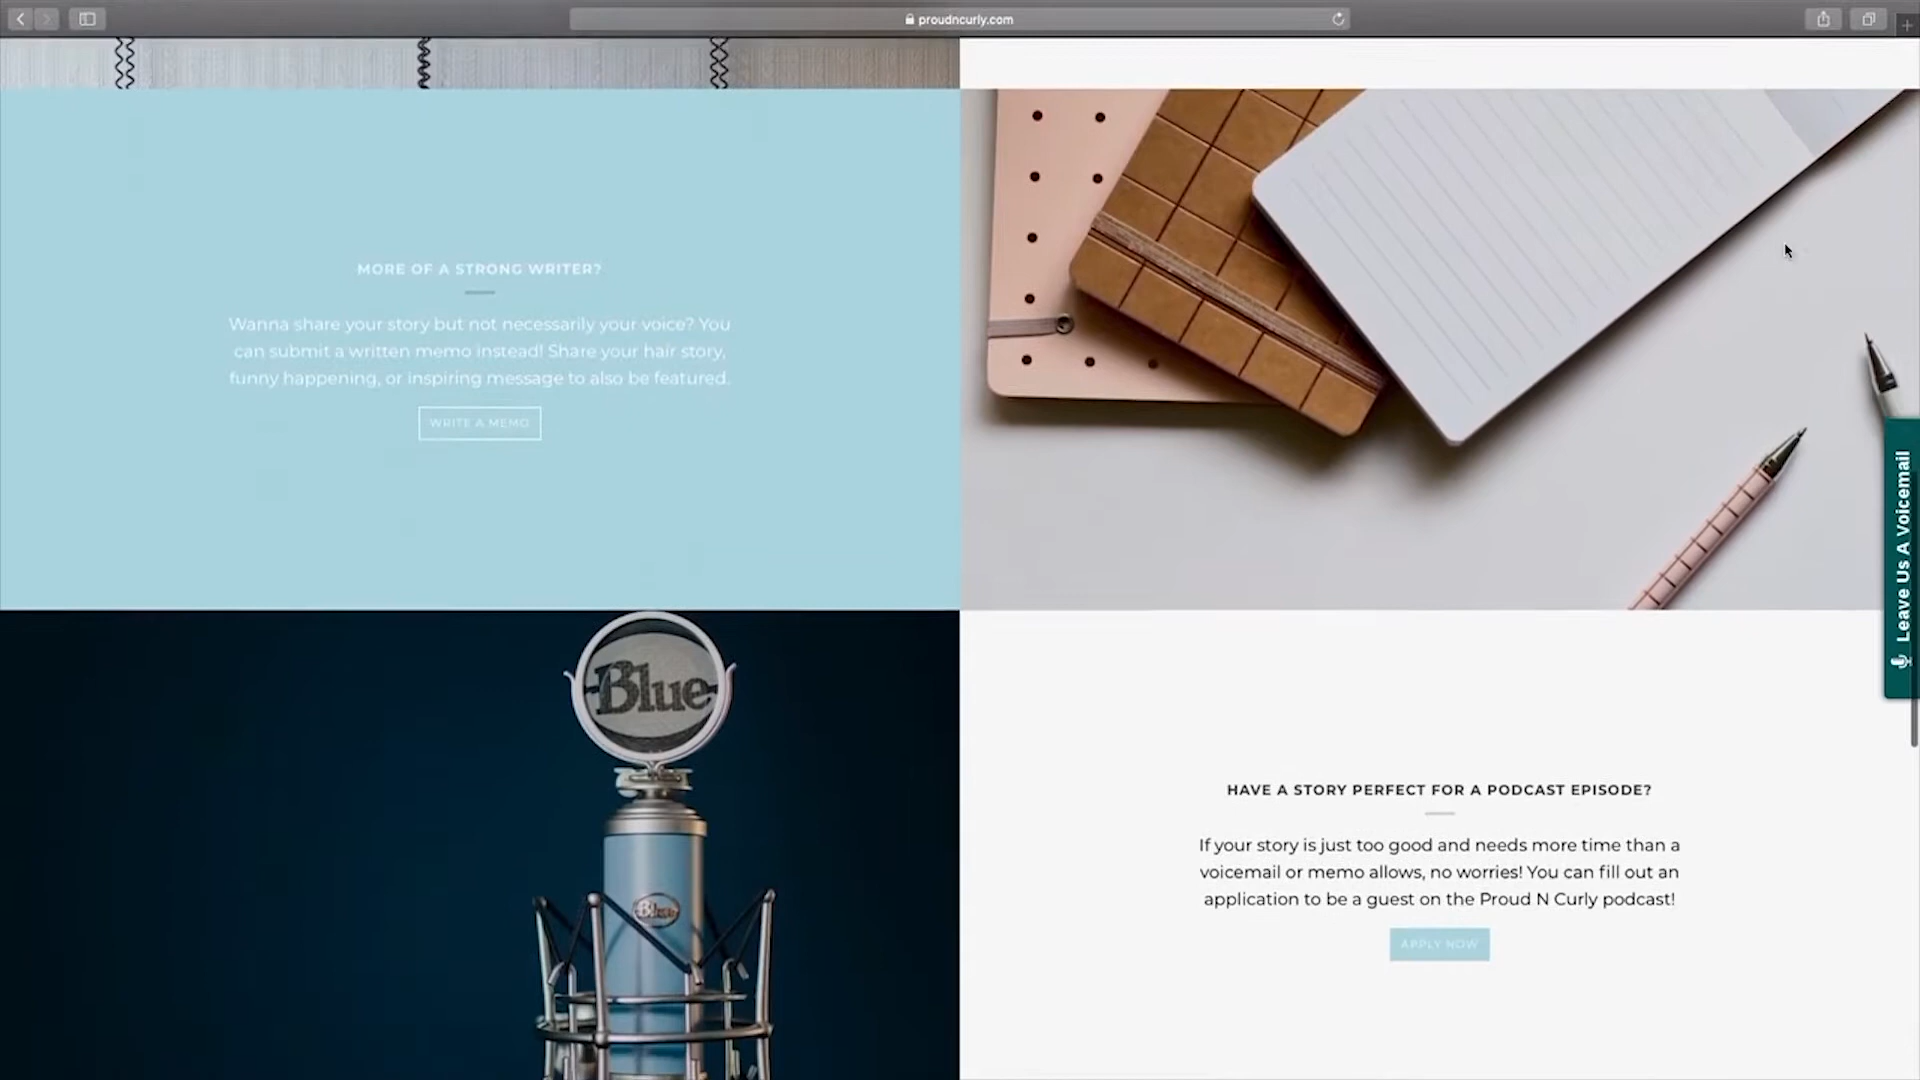 proudncurly.com
MORE OF A STRONG WRITER?
Wanna share your story but not necessarily your voice? You
can submit a written memo instead! Share your hair story,
funny happening, or inspiring message to also be featured.
WRITE A MEMO
Leave Us A Voicemail
Blue
Blue
HAVE A STORY PERFECT FOR A PODCAST EPISODE?
If your story is just too good and needs more time than a
voicemail or memo allows, no worries! You can fill out an
application to be a guest on the Proud N Curly podcast!
APPLY NOW